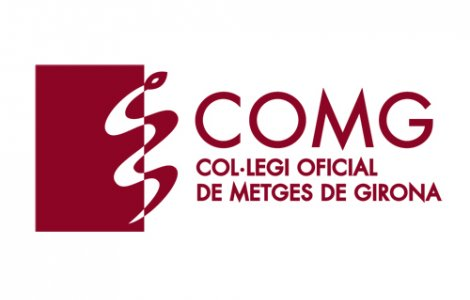 COMG
COL·LEGI OFICIAL
DE METGES DE GIRONA